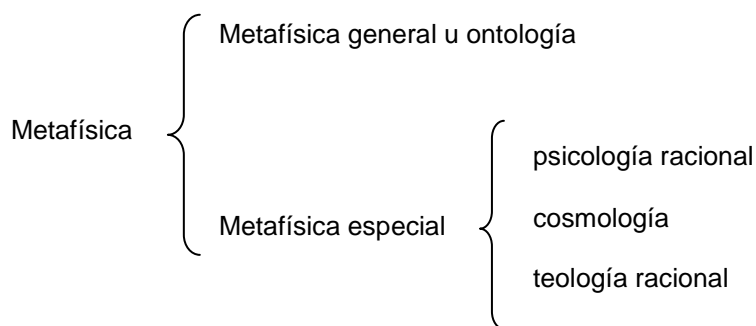 Metafísica general u ontología
Metafísica
psicología racional
Metafísica especial
cosmología
teología racional